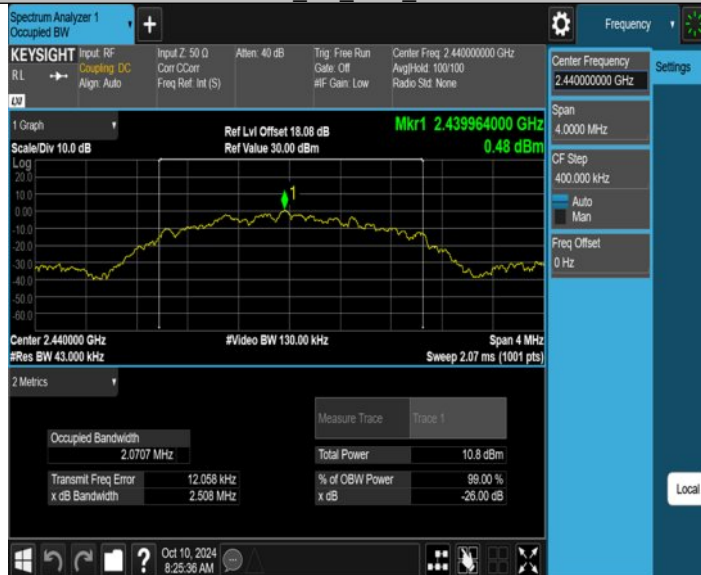 Spectrum Analyzer 1
Occupied BW
Frequency
KEYSIGHT
RL
LXI
Input: RF
Coupling: DC
Align: Auto
Input Z: 50 Ω
Corr CCorr
Freq Ref: Int (S)
Atten: 40 dB
Trig: Free Run
Gate: Off
#IF Gain: Low
Center Freq: 2.440000000 GHz
Avg|Hold: 100/100
Radio Std: None
1 Graph
Scale/Div 10.0 dB
Ref Lvl Offset 18.08 dB
Ref Value 30.00 dBm
Mkr1 2.439964000 GHz
0.48 dBm
Log
20.0
10.0
0.00
-10.0
-20.0
-30.0
-40.0
-50.0
-60.0
1
Center 2.440000 GHz
#Res BW 43.000 kHz
#Video BW 130.00 kHz
Span 4 MHz
Sweep 2.07 ms (1001 pts)
2 Metrics
Measure Trace Trace 1
Occupied Bandwidth
2.0707 MHz
Total Power 10.8 dBm
Transmit Freq Error 12.058 kHz
% of OBW Power 99.00 %
x dB Bandwidth 2.508 MHz
x dB -26.00 dB
Center Frequency
2.440000000 GHz
Settings
Span
4.0000 MHz
CF Step
400.000 kHz
Auto
Man
Freq Offset
0 Hz
Local
?
Oct 10, 2024
8:25:36 AM